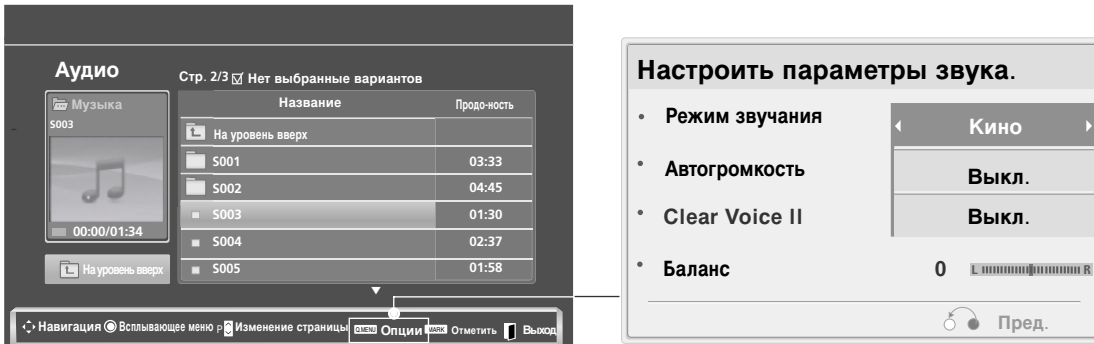 Аудио
Стр. 2/3 Нет выбранные вариантов
Музыка
S003
00:00/01:34
На уровень вверх
Название Продо-ность
На уровень вверх
S001 03:33
S002 04:45
S003 01:30
S004 02:37
S005 01:58
Навигация Всплывающее меню P Изменение страницы Q.MENU Опции MARK Отметить Выход
Настроить параметры звука.
• Режим звучания Кино
• Автогромкость Выкл.
• Clear Voice II Выкл.
• Баланс 0 L R
Пред.